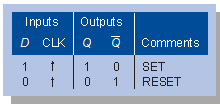 Inputs Outputs
D CLK Q Q̅ Comments
1 ↑ 1 0 SET
0 ↑ 0 1 RESET